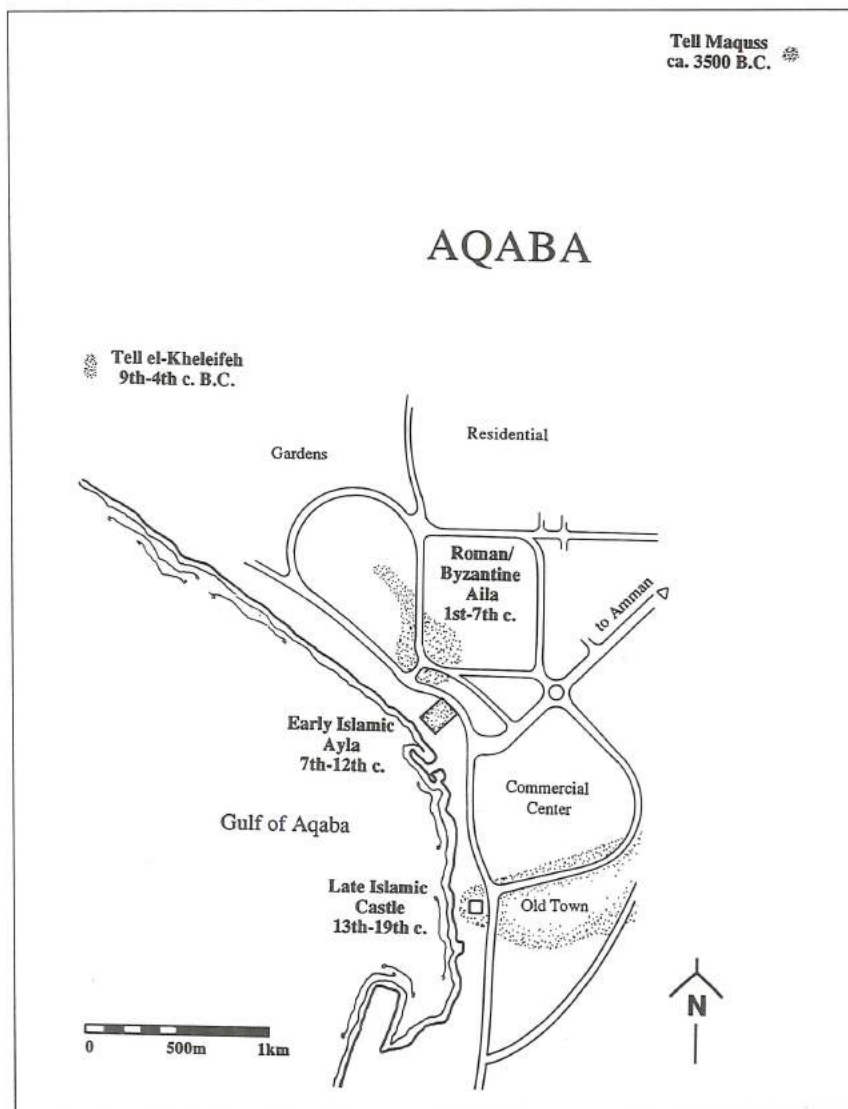 Tell Maquss
ca. 3500 B.C.
AQABA
Tell el-Kheleifeh
9th-4th c. B.C.
Gardens
Residential
Roman/
Byzantine
Aila
1st-7th c.
to Amman
Early Islamic
Ayla
7th-12th c.
Commercial
Center
Gulf of Aqaba
Late Islamic
Castle
13th-19th c.
Old Town
N
0 500m 1km